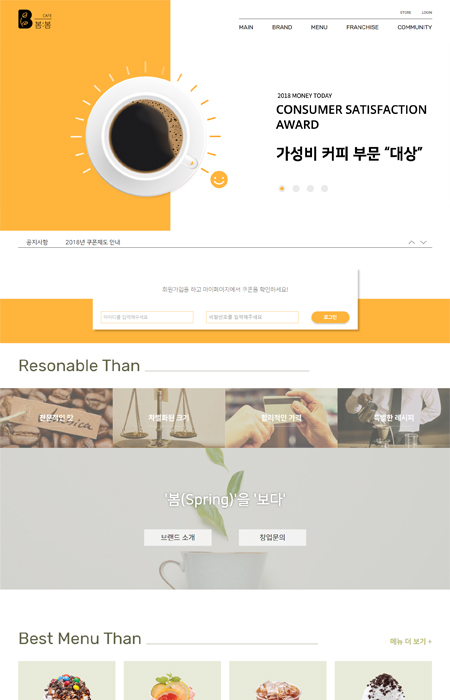 CAFE
봄:봄
STORE LOGIN
MAIN BRAND MENU FRANCHISE COMMUNITY
2018 MONEY TODAY
CONSUMER SATISFACTION
AWARD
가성비 커피 부문 “대상”
공지사항 2018년 쿠폰제도 안내
회원가입을 하고 마이페이지에서 쿠폰을 확인하세요!
아이디를 입력해주세요 비밀번호를 입력해주세요 로그인
Resonable Than
전문적인 맛 차별화된 크기 합리적인 가격 특별한 레시피
'봄(Spring)'을 '보다'
브랜드 소개 창업문의
Best Menu Than
메뉴 더 보기 +